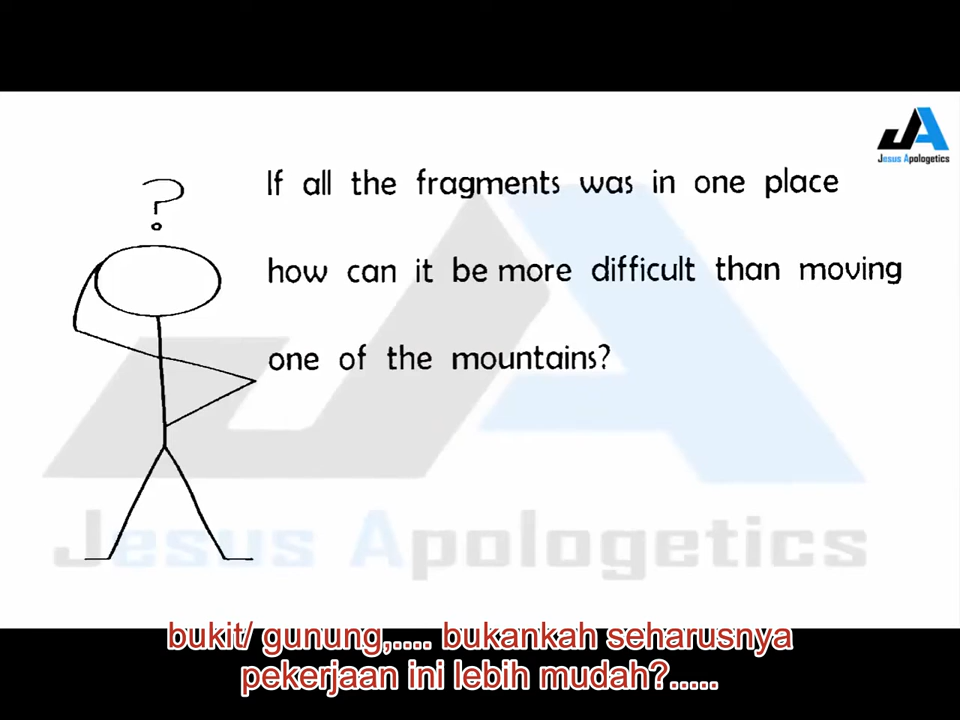 JA
Jesus Apologetics
?
If all the fragments was in one place
how can it be more difficult than moving
one of the mountains?
Jesus Apologetics
bukit/ gunung,.... bukankah seharusnya
pekerjaan ini lebih mudah?.....